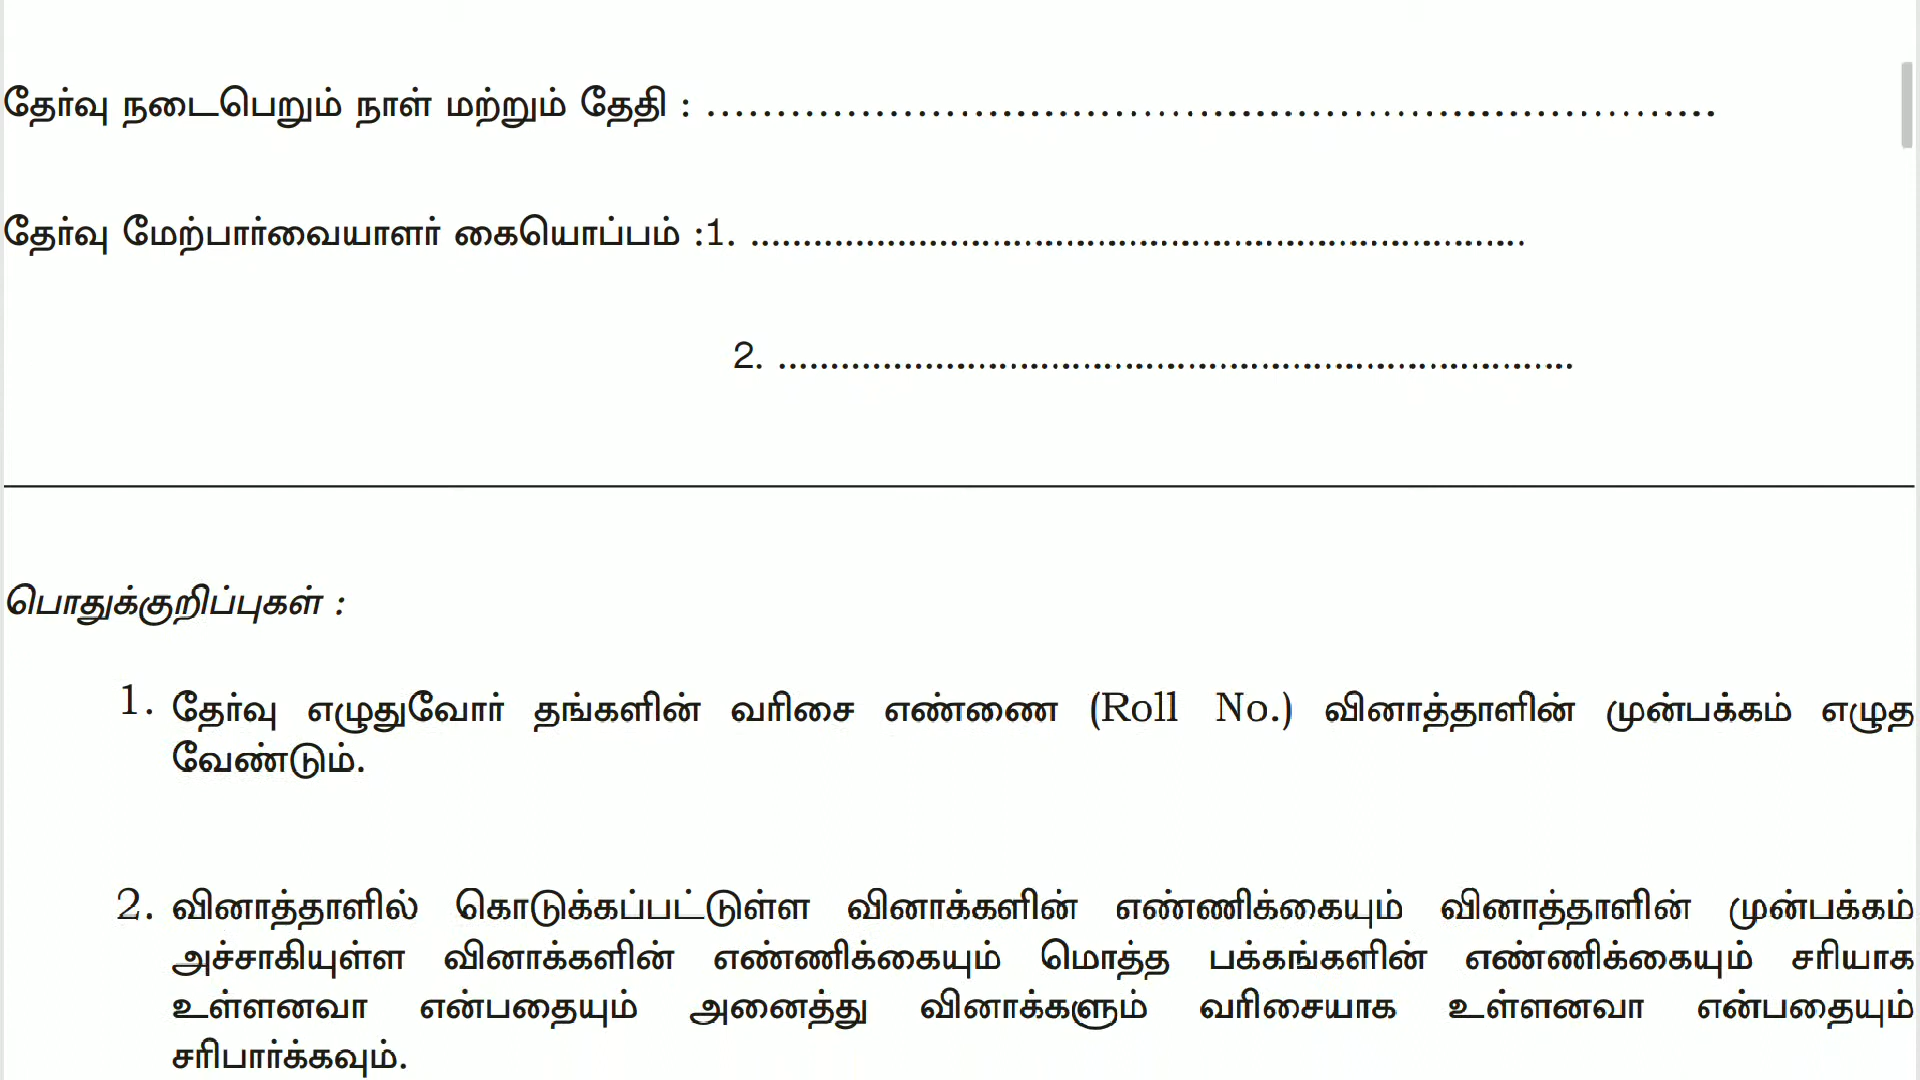 தேர்வு நடைபெறும் நாள் மற்றும் தேதி : ........................................................................
தேர்வு மேற்பார்வையாளர் கையொப்பம் :1. ..........................................................................
2. ............................................................................
பொதுக்குறிப்புகள் :
1. தேர்வு எழுதுவோர் தங்களின் வரிசை எண்ணை (Roll No.) வினாத்தாளின் முன்பக்கம் எழுத
வேண்டும்.
2. வினாத்தாளில் கொடுக்கப்பட்டுள்ள வினாக்களின் எண்ணிக்கையும் வினாத்தாளின் முன்பக்கம்
அச்சாகியுள்ள வினாக்களின் எண்ணிக்கையும் மொத்த பக்கங்களின் எண்ணிக்கையும் சரியாக
உள்ளனவா என்பதையும் அனைத்து வினாக்களும் வரிசையாக உள்ளனவா என்பதையும்
சரிபார்க்கவும்.